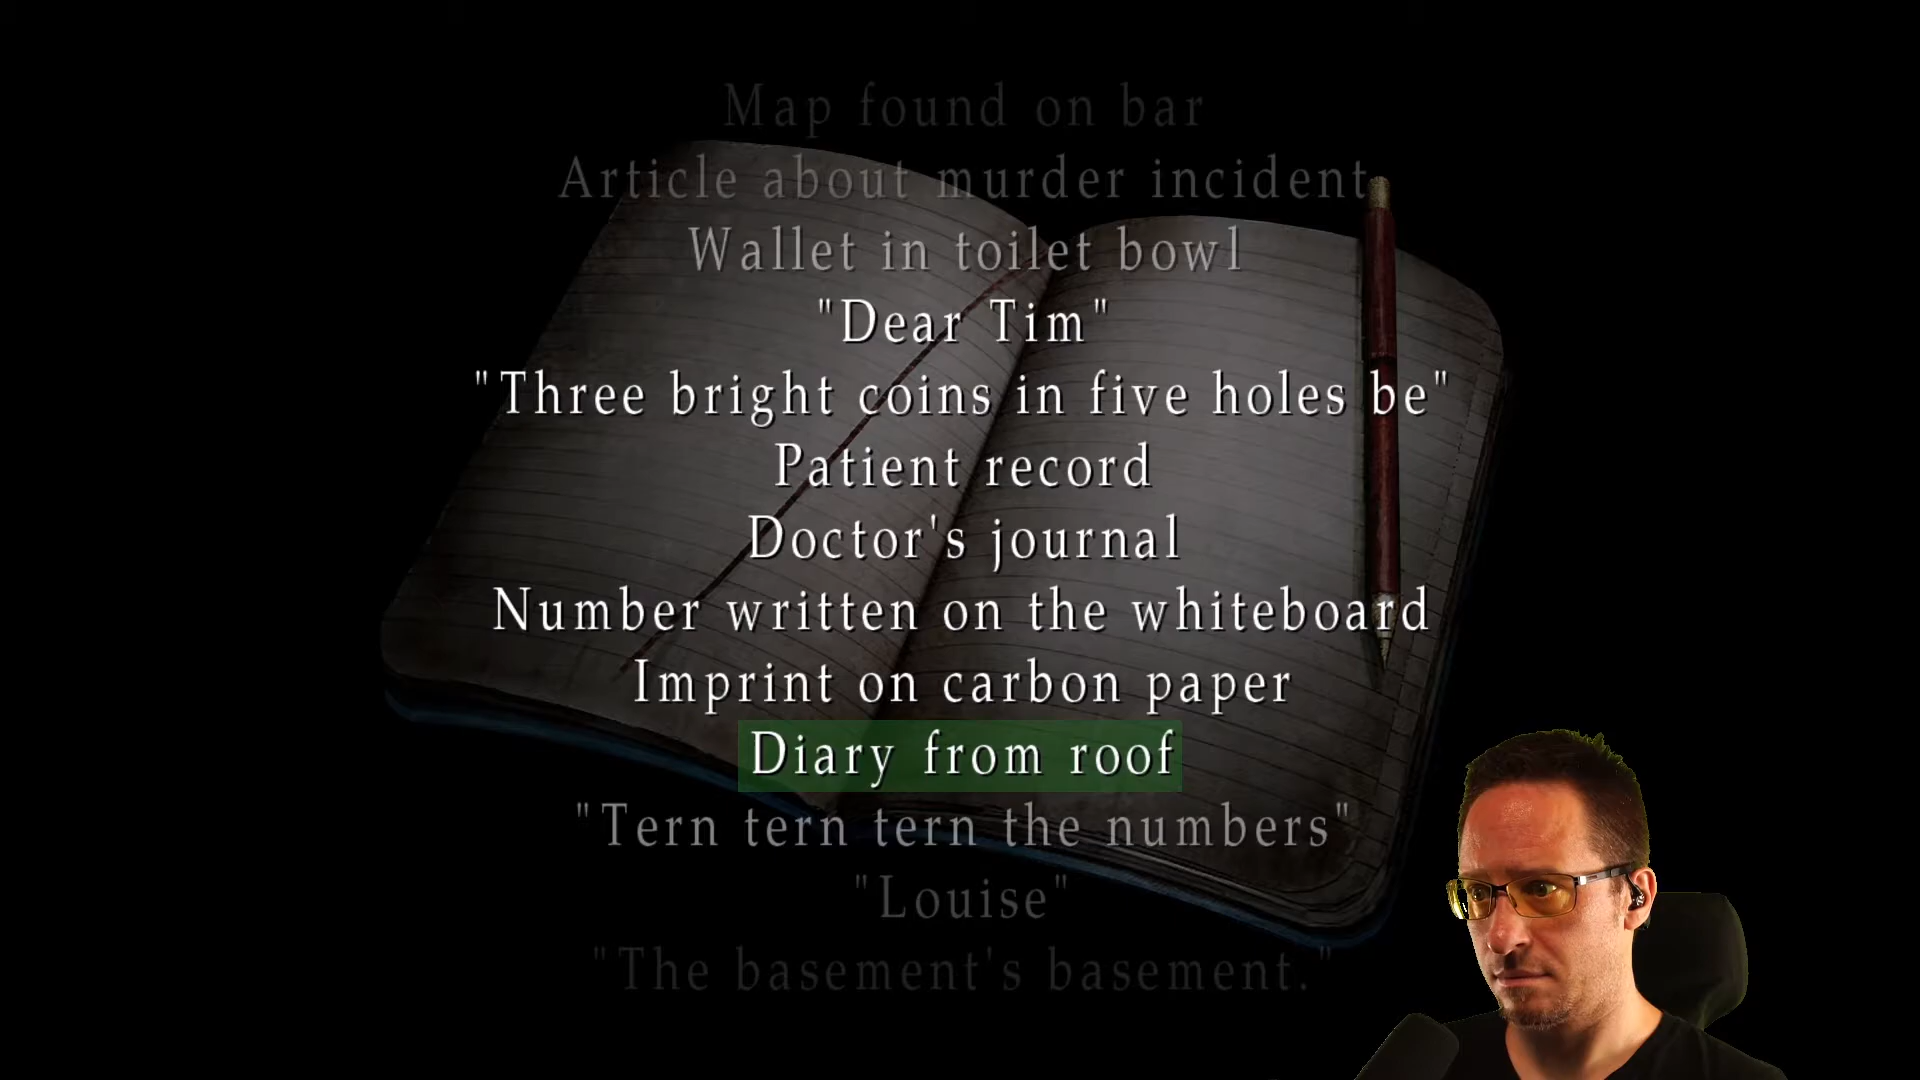 Map found on bar
Article about murder incident
Wallet in toilet bowl
"Dear Tim"
"Three bright coins in five holes be"
Patient record
Doctor's journal
Number written on the whiteboard
Imprint on carbon paper
Diary from roof
"Tern tern tern the numbers"
"Louise"
"The basement's basement."